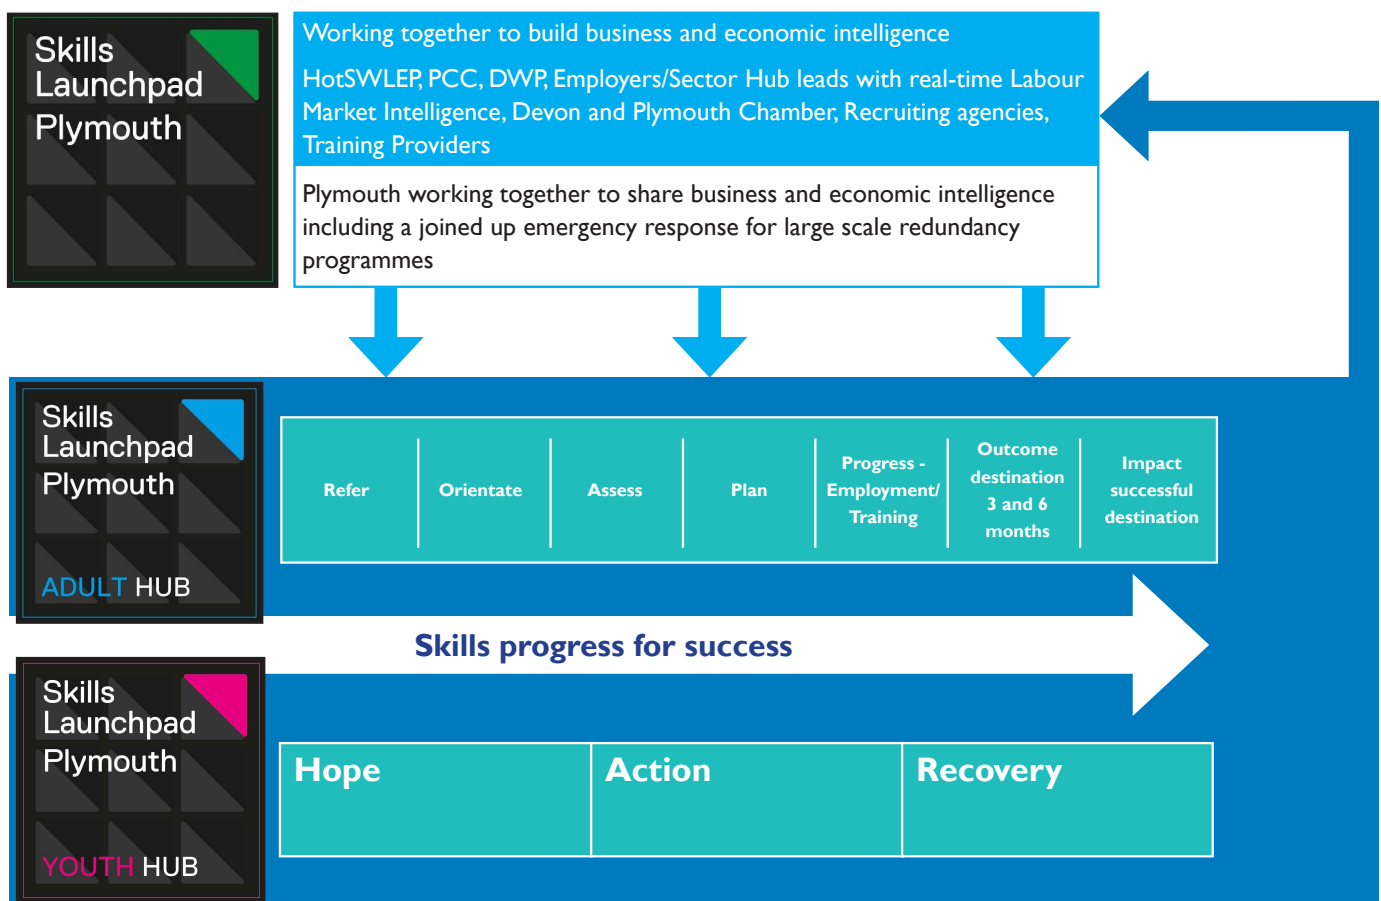 Skills
Launchpad
Plymouth
Working together to build business and economic intelligence
HotSWLEP, PCC, DWP, Employers/Sector Hub leads with real-time Labour
Market Intelligence, Devon and Plymouth Chamber, Recruiting agencies,
Training Providers
Plymouth working together to share business and economic intelligence
including a joined up emergency response for large scale redundancy
programmes
Skills
Launchpad
Plymouth
ADULT HUB
Refer
Orientate
Assess
Plan
Progress -
Employment/
Training
Outcome
destination
3 and 6
months
Impact
successful
destination
Skills progress for success
Skills
Launchpad
Plymouth
YOUTH HUB
Hope
Action
Recovery